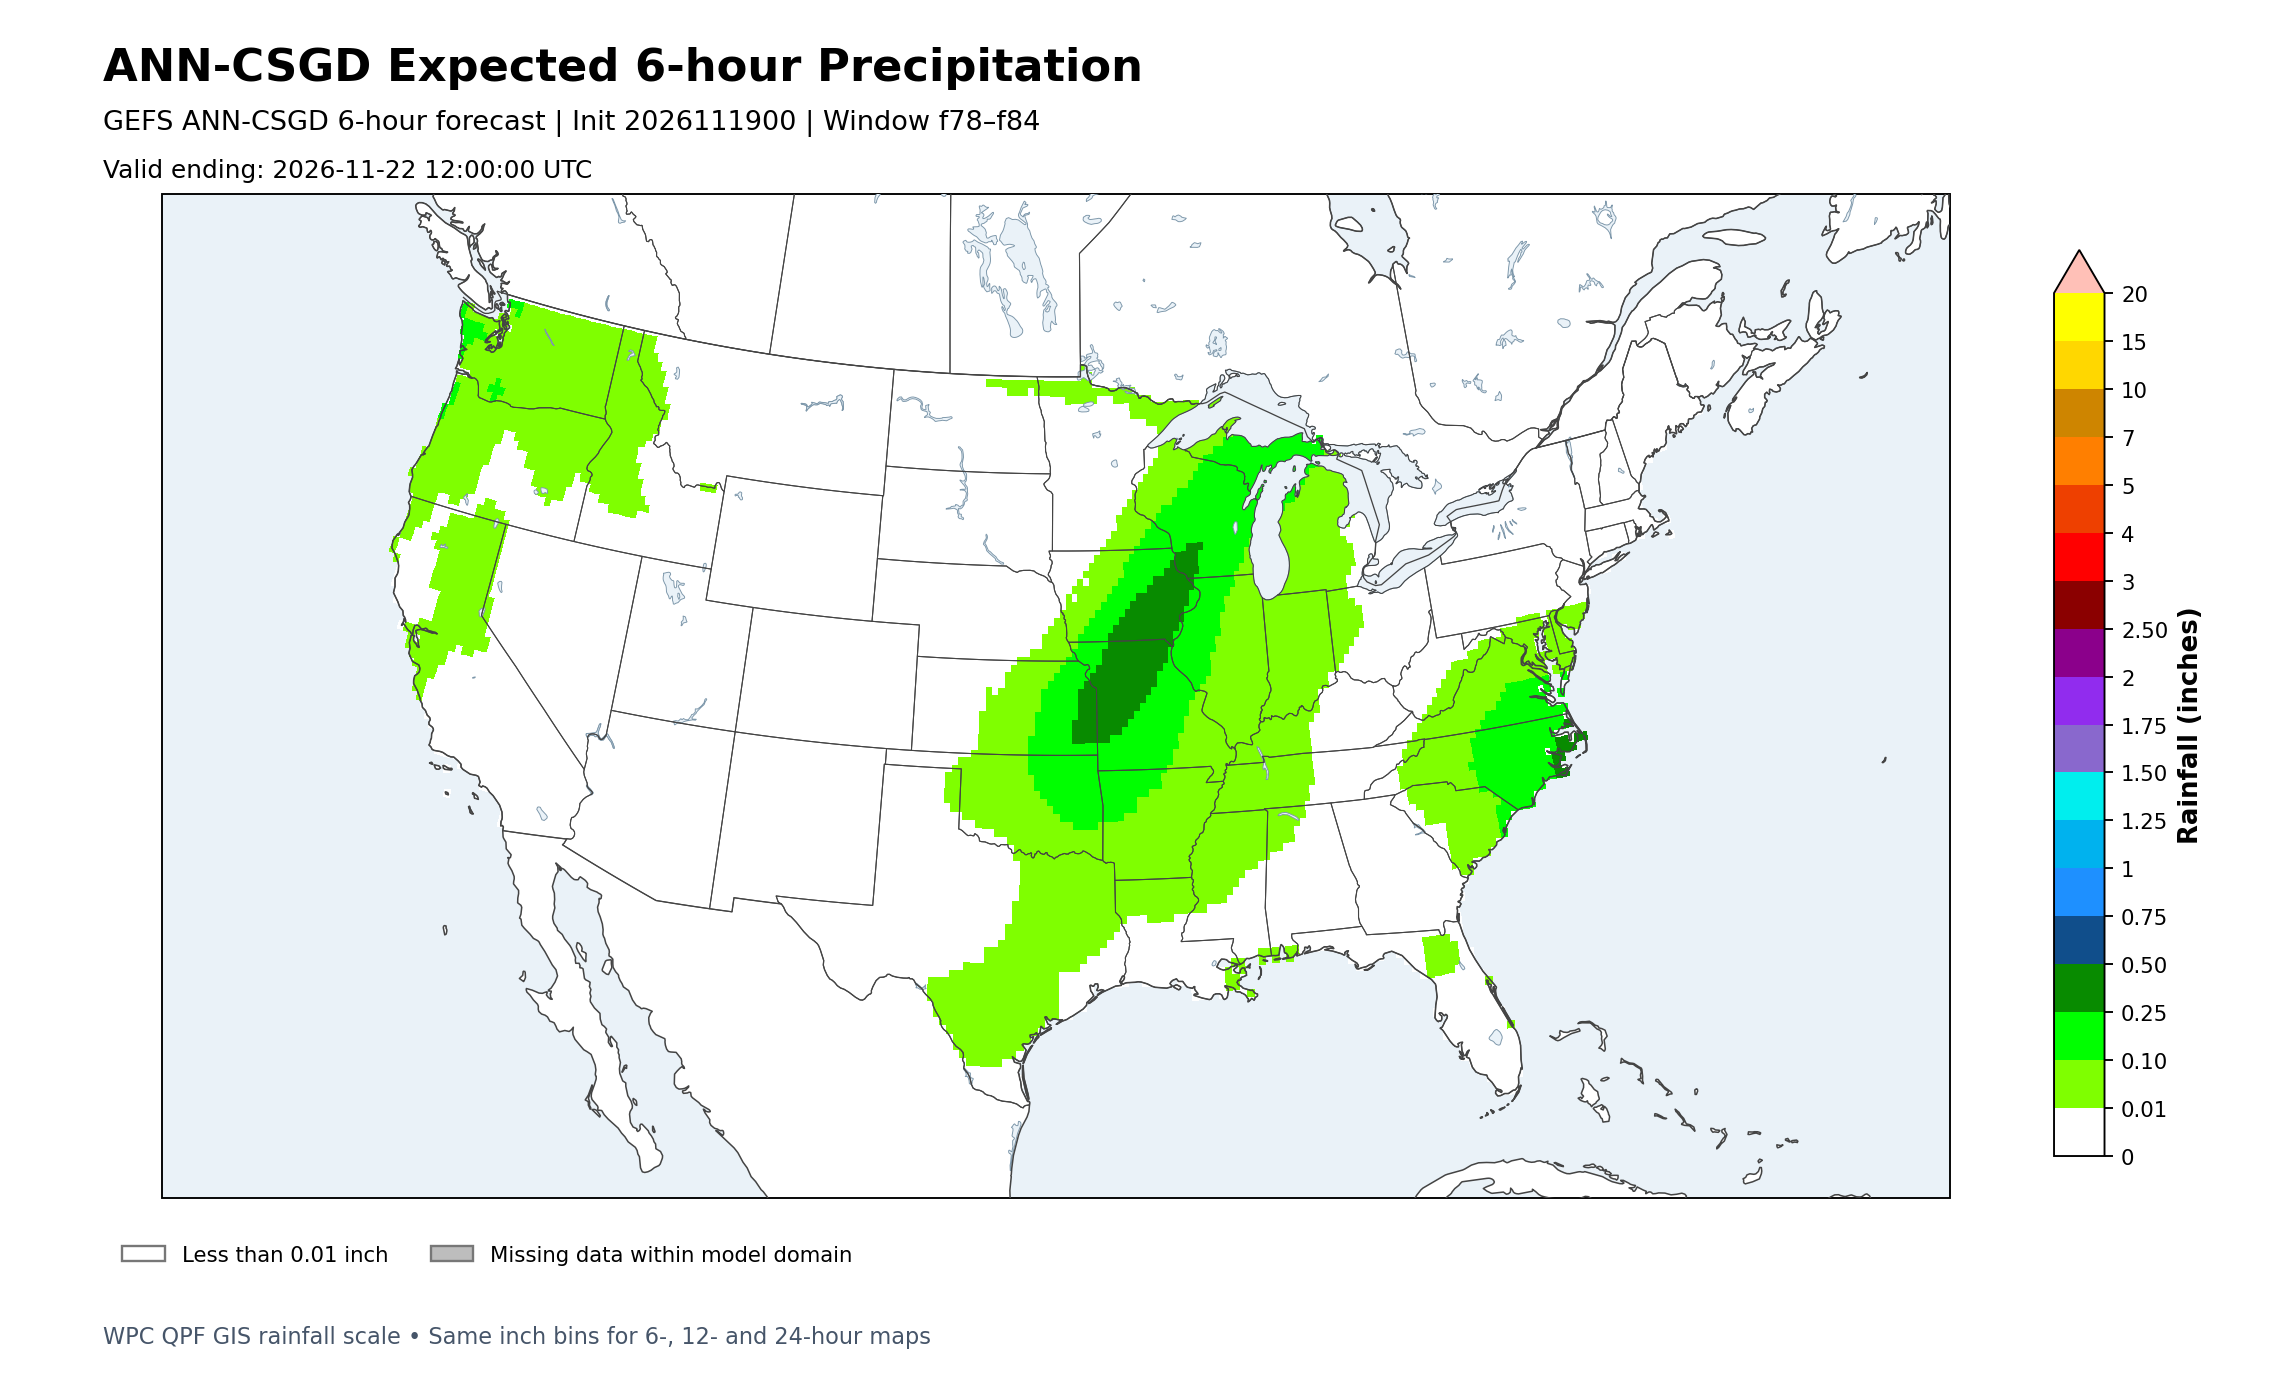 ANN-CSGD Expected 6-hour Precipitation
GEFS ANN-CSGD 6-hour forecast | Init 2026111900 | Window f78–f84
Valid ending: 2026-11-22 12:00:00 UTC
20
15
10
7
5
4
3
2.50
2
1.75
1.50
1.25
1
0.75
0.50
0.25
0.10
0.01
0
Rainfall (inches)
Less than 0.01 inch
Missing data within model domain
WPC QPF GIS rainfall scale • Same inch bins for 6-, 12- and 24-hour maps